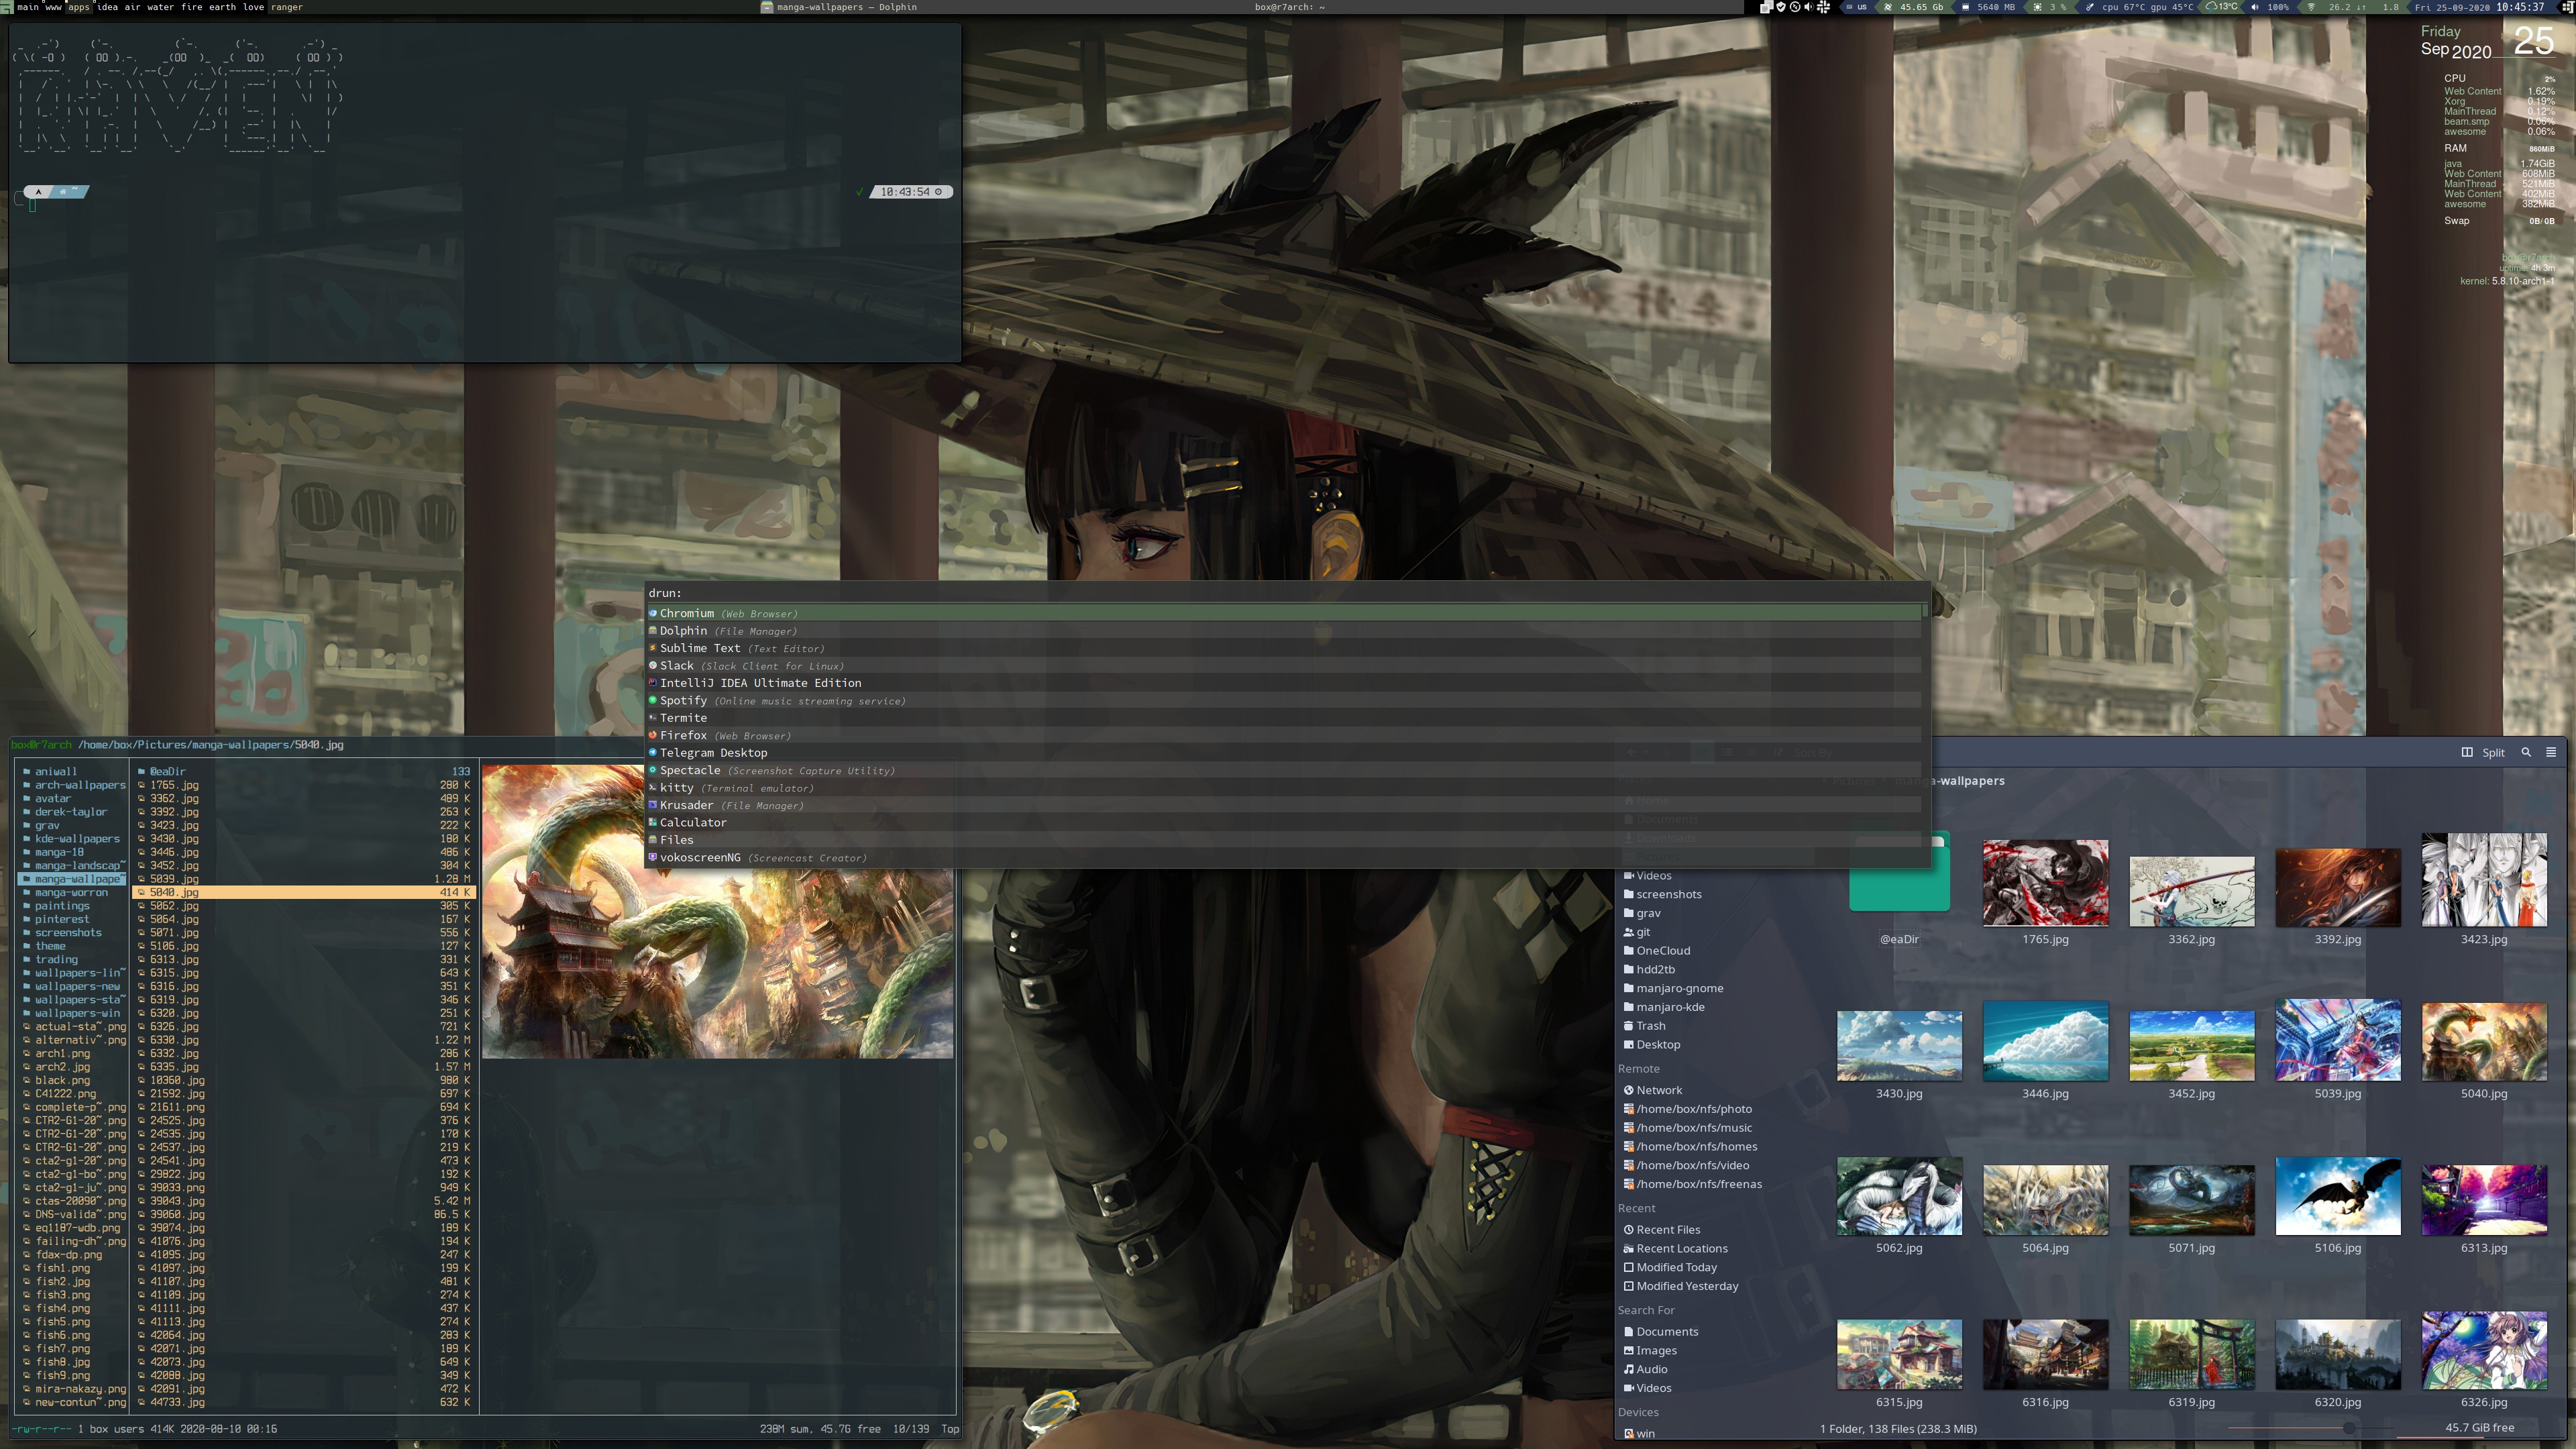 main www apps idea air water fire earth love ranger
manga-wallpapers — Dolphin
box@r7arch: ~
us 45.65 Gb 5640 MB 3 % cpu 67°C gpu 45°C 13°C 100% 26.2 ↓↑ 1.8 Fri 25-09-2020 10:45:37
~
✓ 10:43:54
Friday 25
Sep 2020
CPU 2%
Web Content 1.62%
Xorg 0.19%
MainThread 0.12%
beam.smp 0.06%
awesome 0.06%
RAM 860MiB
java 1.74GiB
Web Content 608MiB
MainThread 521MiB
Web Content 402MiB
awesome 382MiB
Swap 0B/ 0B
box@r7arch
uptime: 4h 3m
kernel: 5.8.10-arch1-1
drun:
Chromium (Web Browser)
Dolphin (File Manager)
Sublime Text (Text Editor)
Slack (Slack Client for Linux)
IntelliJ IDEA Ultimate Edition
Spotify (Online music streaming service)
Termite
Firefox (Web Browser)
Telegram Desktop
Spectacle (Screenshot Capture Utility)
kitty (Terminal emulator)
Krusader (File Manager)
Calculator
Files
vokoscreenNG (Screencast Creator)
box@r7arch /home/box/Pictures/manga-wallpapers/5040.jpg
aniwall @eaDir 133
arch-wallpapers 1765.jpg 280 K
avatar 3362.jpg 489 K
derek-taylor 3392.jpg 263 K
grav 3423.jpg 222 K
kde-wallpapers 3430.jpg 180 K
manga-18 3446.jpg 486 K
manga-landscap~ 3452.jpg 304 K
manga-wallpape~ 5039.jpg 1.28 M
manga-worron 5040.jpg 414 K
paintings 5062.jpg 305 K
pinterest 5064.jpg 167 K
screenshots 5071.jpg 556 K
theme 5106.jpg 127 K
trading 6313.jpg 331 K
wallpapers-lin~ 6315.jpg 643 K
wallpapers-new 6316.jpg 351 K
wallpapers-sta~ 6319.jpg 346 K
wallpapers-win 6320.jpg 251 K
actual-sta~.png 6326.jpg 721 K
alternativ~.png 6330.jpg 1.22 M
arch1.png 6332.jpg 286 K
arch2.jpg 6335.jpg 1.57 M
black.png 10360.jpg 980 K
C41222.png 21592.jpg 697 K
complete-p~.png 21611.png 694 K
CTA2-G1-20~.png 24525.jpg 376 K
CTA2-G1-20~.png 24535.jpg 170 K
CTA2-G1-20~.png 24537.jpg 219 K
cta2-g1-20~.png 24541.jpg 473 K
cta2-g1-bo~.png 29822.jpg 192 K
cta2-g1-ju~.png 39033.png 949 K
ctas-20090~.png 39043.jpg 5.42 M
DNS-valida~.png 39060.jpg 86.5 K
eq1187-wdb.png 39074.jpg 189 K
failing-dh~.png 41076.jpg 194 K
fdax-dp.png 41095.jpg 247 K
fish1.png 41097.jpg 199 K
fish2.jpg 41107.jpg 481 K
fish3.png 41109.jpg 274 K
fish4.png 41111.jpg 437 K
fish5.png 41113.jpg 274 K
fish6.png 42064.jpg 283 K
fish7.png 42071.jpg 189 K
fish8.jpg 42073.jpg 649 K
fish9.png 42088.jpg 349 K
mira-nakazy.png 42091.jpg 472 K
new-contun~.png 44733.jpg 632 K
-rw-r--r-- 1 box users 414K 2020-08-10 00:16 238M sum, 45.7G free 10/139 Top
Sort By Split
manga-wallpapers
Home
Documents
Downloads
Videos
screenshots
grav
git
OneCloud
hdd2tb
manjaro-gnome
manjaro-kde
Trash
Desktop
Remote
Network
/home/box/nfs/photo
/home/box/nfs/music
/home/box/nfs/homes
/home/box/nfs/video
/home/box/nfs/freenas
Recent
Recent Files
Recent Locations
Modified Today
Modified Yesterday
Search For
Documents
Images
Audio
Videos
Devices
win
@eaDir 1765.jpg 3362.jpg 3392.jpg 3423.jpg
3430.jpg 3446.jpg 3452.jpg 5039.jpg 5040.jpg
5062.jpg 5064.jpg 5071.jpg 5106.jpg 6313.jpg
6315.jpg 6316.jpg 6319.jpg 6320.jpg 6326.jpg
1 Folder, 138 Files (238.3 MiB) 45.7 GiB free